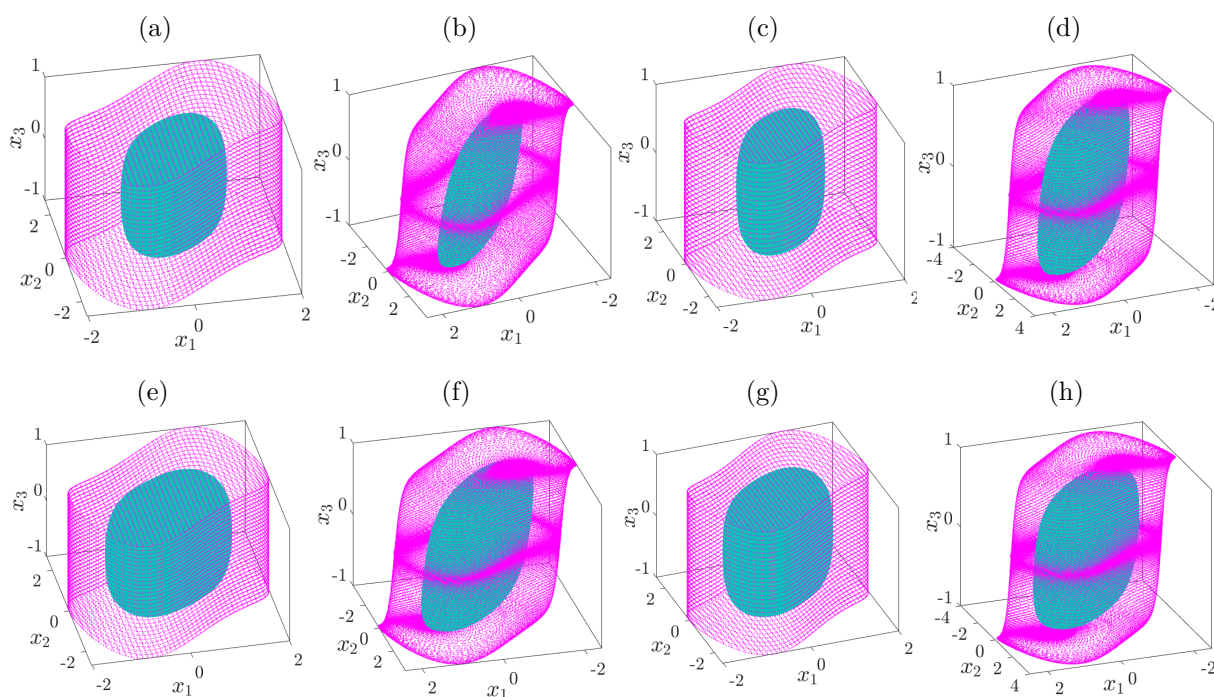 (a) (b) (c) (d)
1 0 -1 x₃ 2 0 -2 x₂ -2 0 2 x₁
1 0 -1 x₃ -2 0 2 x₂ 2 0 -2 x₁
1 0 -1 x₃ 2 0 -2 x₂ -2 0 2 x₁
1 0 -1 x₃ -4 -2 0 2 4 x₂ 2 0 -2 x₁
(e) (f) (g) (h)
1 0 -1 x₃ 2 0 -2 x₂ -2 0 2 x₁
1 0 -1 x₃ -2 0 2 x₂ 2 0 -2 x₁
1 0 -1 x₃ 2 0 -2 x₂ -2 0 2 x₁
1 0 -1 x₃ -4 -2 0 2 4 x₂ 2 0 -2 x₁